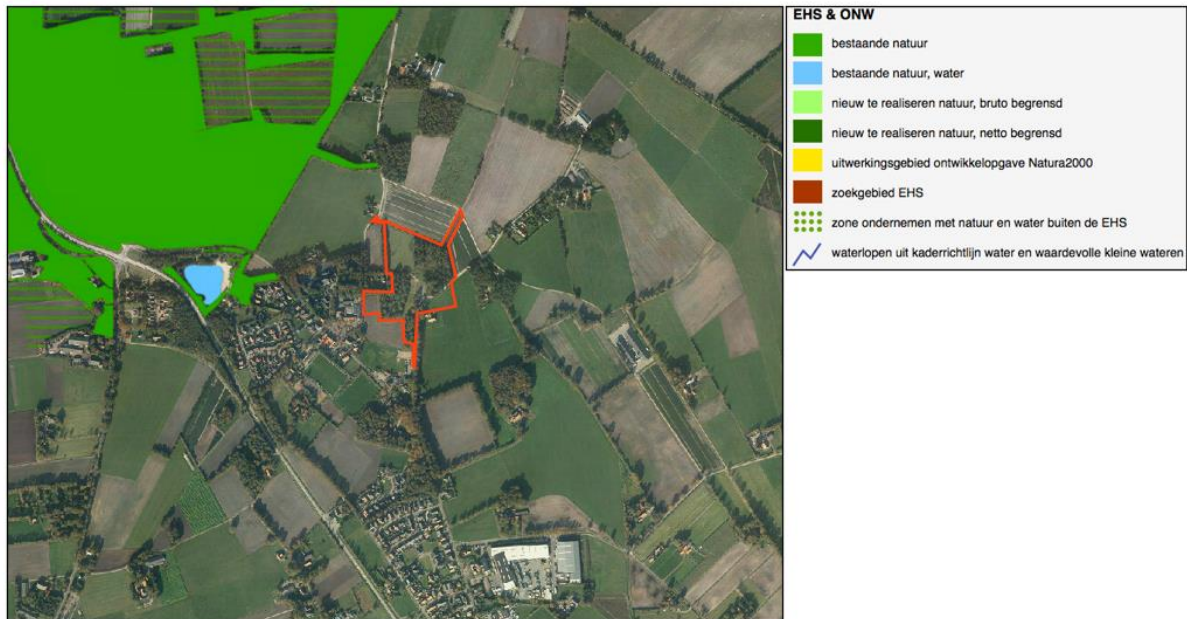 EHS & ONW
bestaande natuur
bestaande natuur, water
nieuw te realiseren natuur, bruto begrensd
nieuw te realiseren natuur, netto begrensd
uitwerkingsgebied ontwikkelopgave Natura2000
zoekgebied EHS
zone ondernemen met natuur en water buiten de EHS
waterlopen uit kaderrichtlijn water en waardevolle kleine wateren